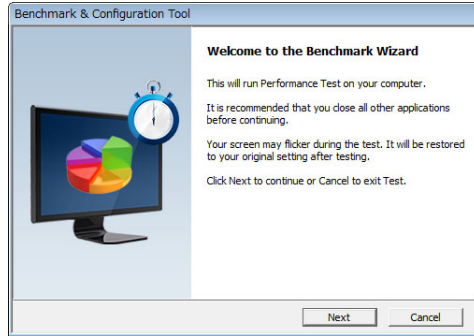 Benchmark & Configuration Tool
Welcome to the Benchmark Wizard
This will run Performance Test on your computer.
It is recommended that you close all other applications
before continuing.
Your screen may flicker during the test. It will be restored
to your original setting after testing.
Click Next to continue or Cancel to exit Test.
Next
Cancel